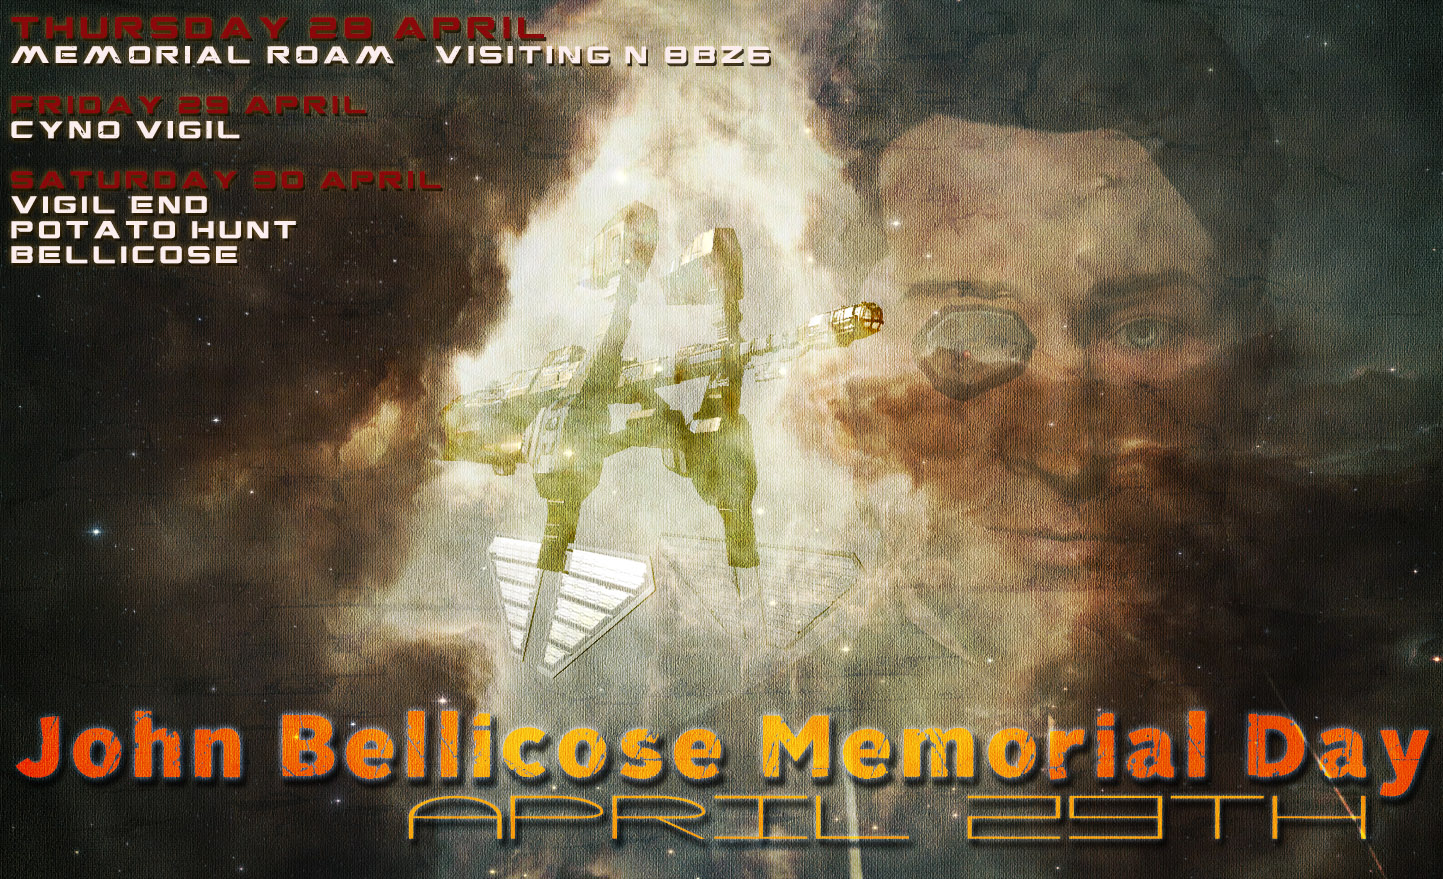 THURSDAY 28 APRIL
MEMORIAL ROAM VISITING N 8BZ6
FRIDAY 29 APRIL
CYNO VIGIL
SATURDAY 30 APRIL
VIGIL END
POTATO HUNT
BELLICOSE
John Bellicose Memorial Day
APRIL 29TH